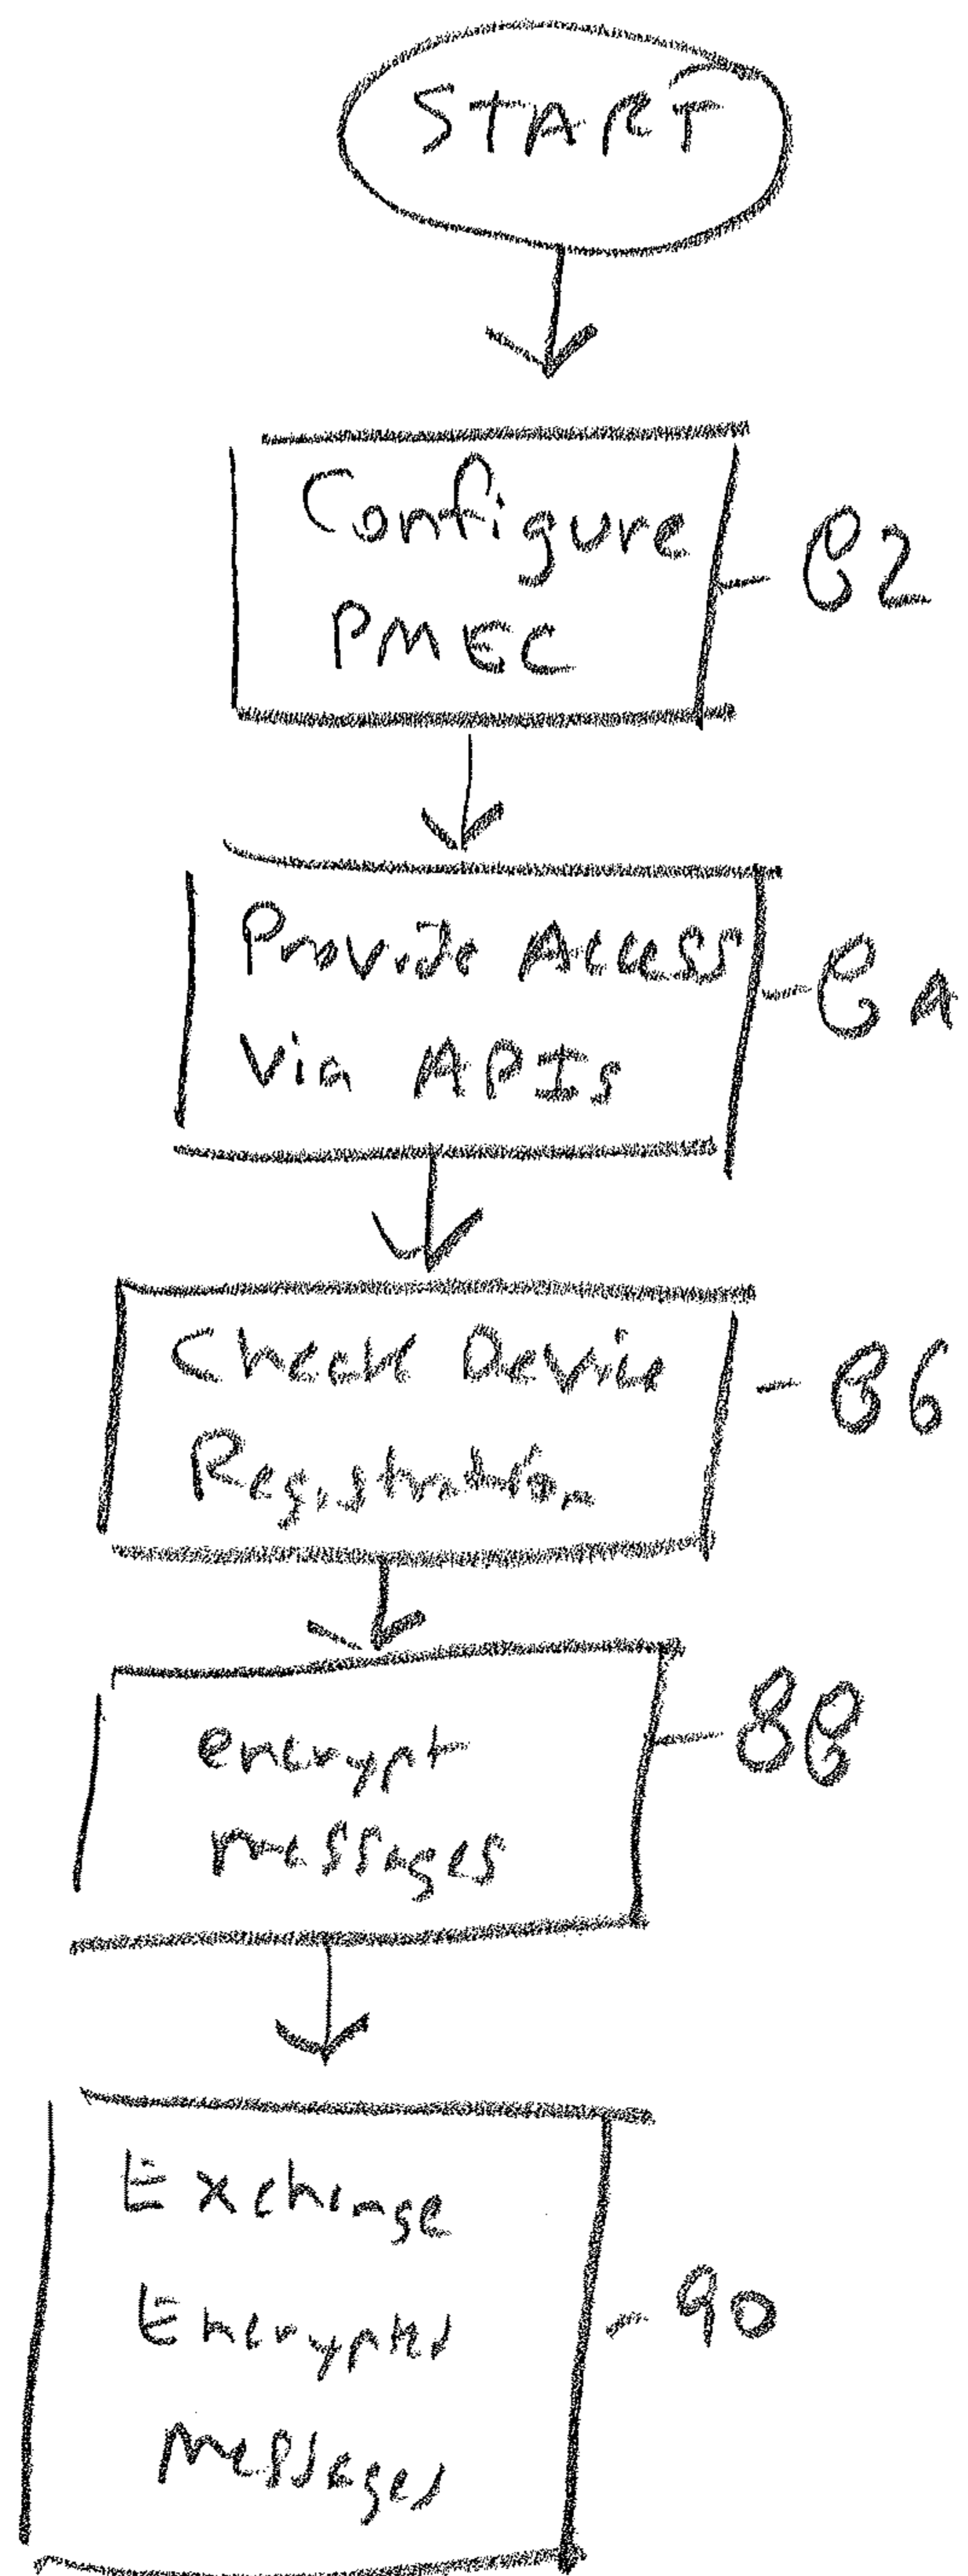 START
Configure
PMEC
82
Provide Access
Via APIs
84
Check Device
Registration
86
encrypt
messages
88
Exchange
Encrypted
Messages
90